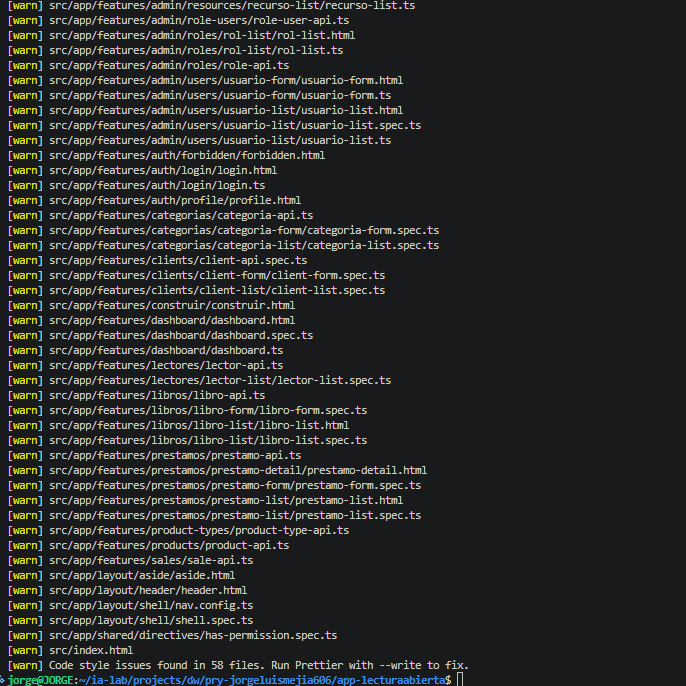 [warn] src/app/features/admin/resources/recurso-list/recurso-list.ts
[warn] src/app/features/admin/role-users/role-user-api.ts
[warn] src/app/features/admin/roles/rol-list/rol-list.html
[warn] src/app/features/admin/roles/rol-list/rol-list.ts
[warn] src/app/features/admin/roles/role-api.ts
[warn] src/app/features/admin/users/usuario-form/usuario-form.html
[warn] src/app/features/admin/users/usuario-form/usuario-form.ts
[warn] src/app/features/admin/users/usuario-list/usuario-list.html
[warn] src/app/features/admin/users/usuario-list/usuario-list.spec.ts
[warn] src/app/features/admin/users/usuario-list/usuario-list.ts
[warn] src/app/features/auth/forbidden/forbidden.html
[warn] src/app/features/auth/login/login.html
[warn] src/app/features/auth/login/login.ts
[warn] src/app/features/auth/profile/profile.html
[warn] src/app/features/categorias/categoria-api.ts
[warn] src/app/features/categorias/categoria-form/categoria-form.spec.ts
[warn] src/app/features/categorias/categoria-list/categoria-list.spec.ts
[warn] src/app/features/clients/client-api.spec.ts
[warn] src/app/features/clients/client-form/client-form.spec.ts
[warn] src/app/features/clients/client-list/client-list.spec.ts
[warn] src/app/features/construir/construir.html
[warn] src/app/features/dashboard/dashboard.html
[warn] src/app/features/dashboard/dashboard.spec.ts
[warn] src/app/features/dashboard/dashboard.ts
[warn] src/app/features/lectores/lector-api.ts
[warn] src/app/features/lectores/lector-list/lector-list.spec.ts
[warn] src/app/features/libros/libro-api.ts
[warn] src/app/features/libros/libro-form/libro-form.spec.ts
[warn] src/app/features/libros/libro-list/libro-list.html
[warn] src/app/features/libros/libro-list/libro-list.spec.ts
[warn] src/app/features/prestamos/prestamo-api.ts
[warn] src/app/features/prestamos/prestamo-detail/prestamo-detail.html
[warn] src/app/features/prestamos/prestamo-form/prestamo-form.spec.ts
[warn] src/app/features/prestamos/prestamo-list/prestamo-list.html
[warn] src/app/features/prestamos/prestamo-list/prestamo-list.spec.ts
[warn] src/app/features/product-types/product-type-api.ts
[warn] src/app/features/products/product-api.ts
[warn] src/app/features/sales/sale-api.ts
[warn] src/app/layout/aside/aside.html
[warn] src/app/layout/header/header.html
[warn] src/app/layout/shell/nav.config.ts
[warn] src/app/layout/shell/shell.spec.ts
[warn] src/app/shared/directives/has-permission.spec.ts
[warn] src/index.html
[warn] Code style issues found in 58 files. Run Prettier with --write to fix.
jorge@JORGE:~/ia-lab/projects/dw/pry-jorgeluismejia606/app-lecturaabierta$